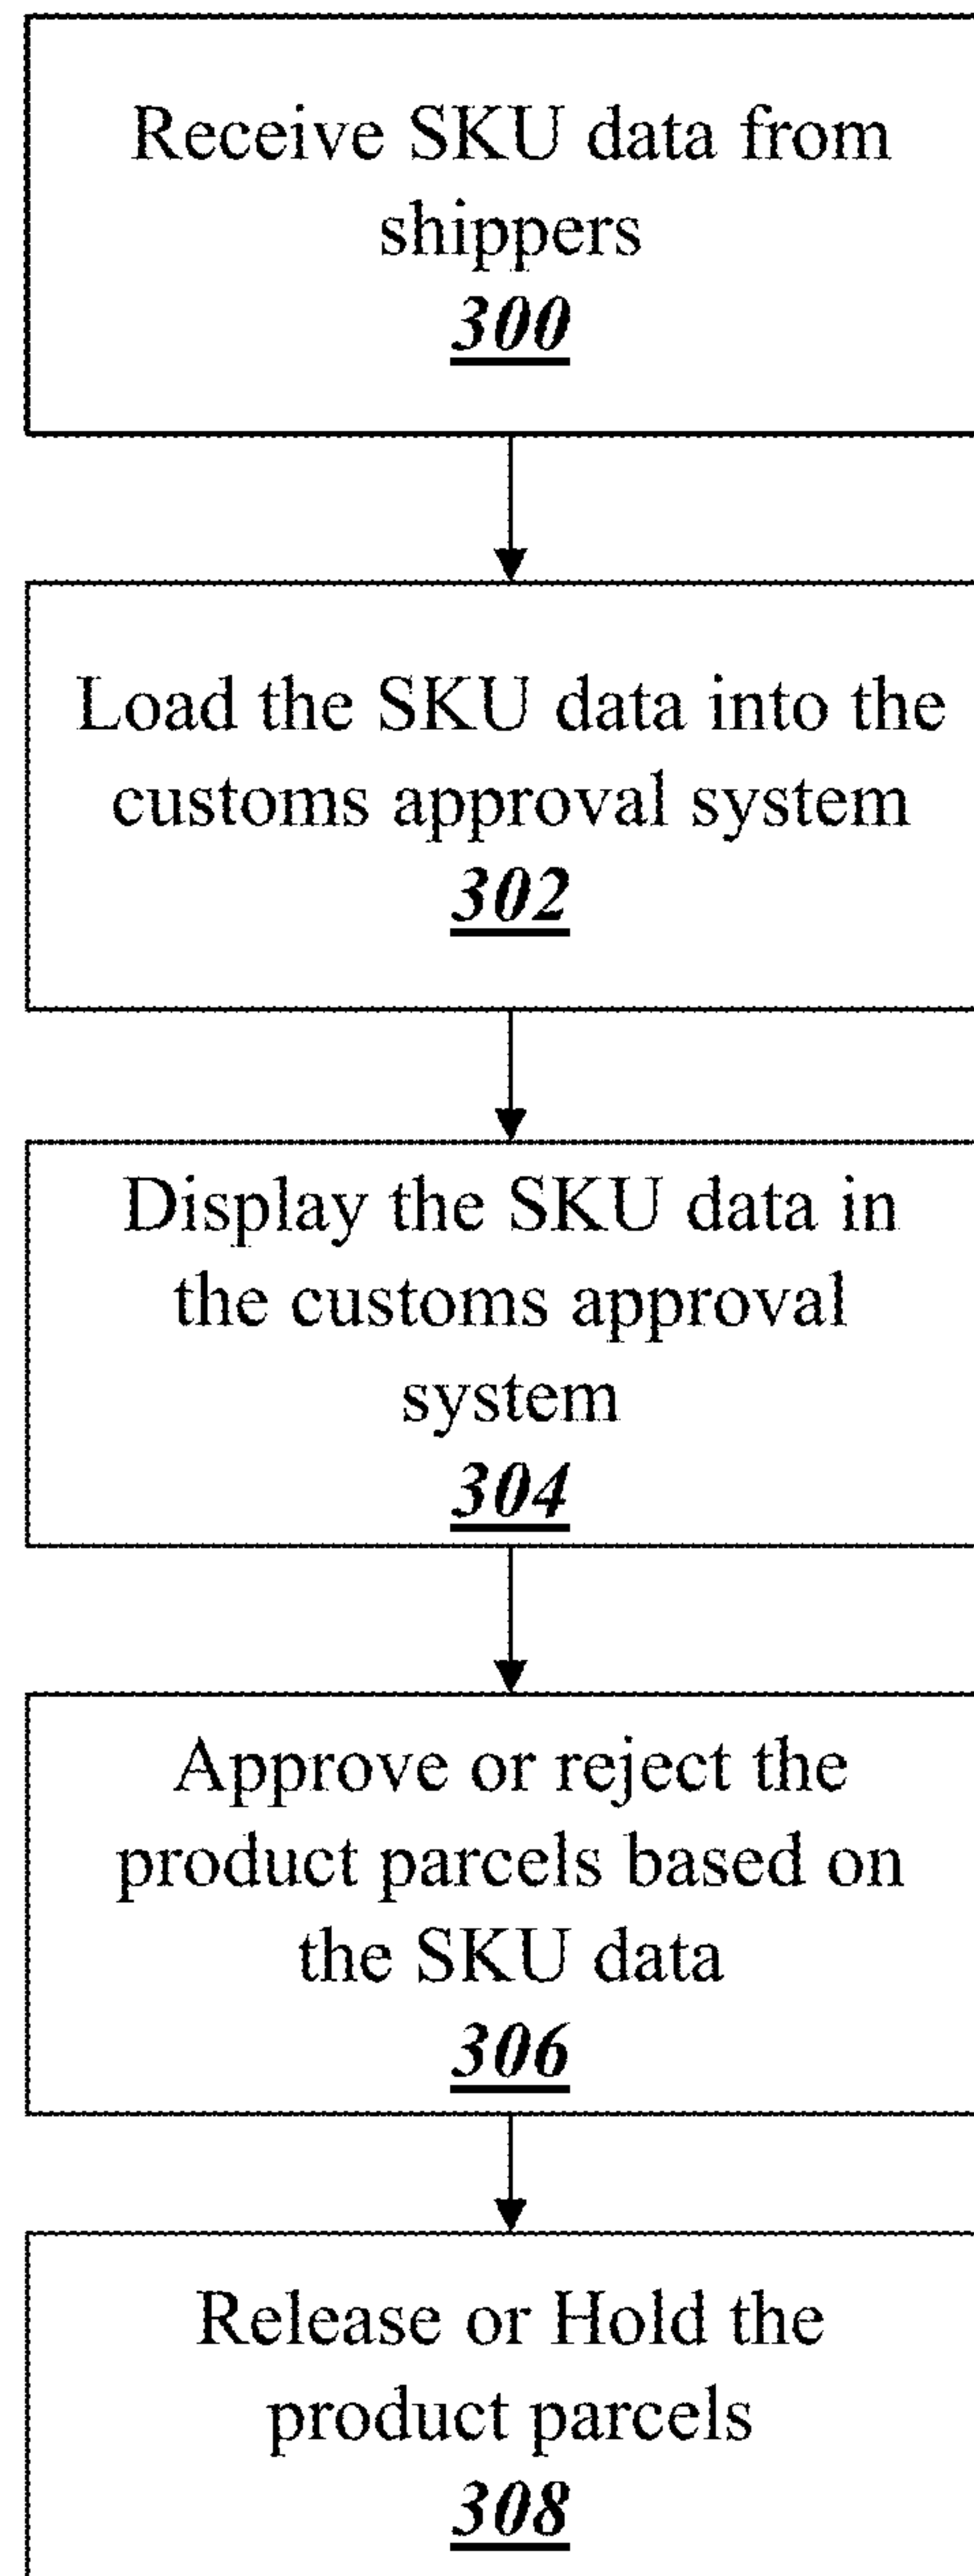 Receive SKU data from
shippers
300
Load the SKU data into the
customs approval system
302
Display the SKU data in
the customs approval
system
304
Approve or reject the
product parcels based on
the SKU data
306
Release or Hold the
product parcels
308